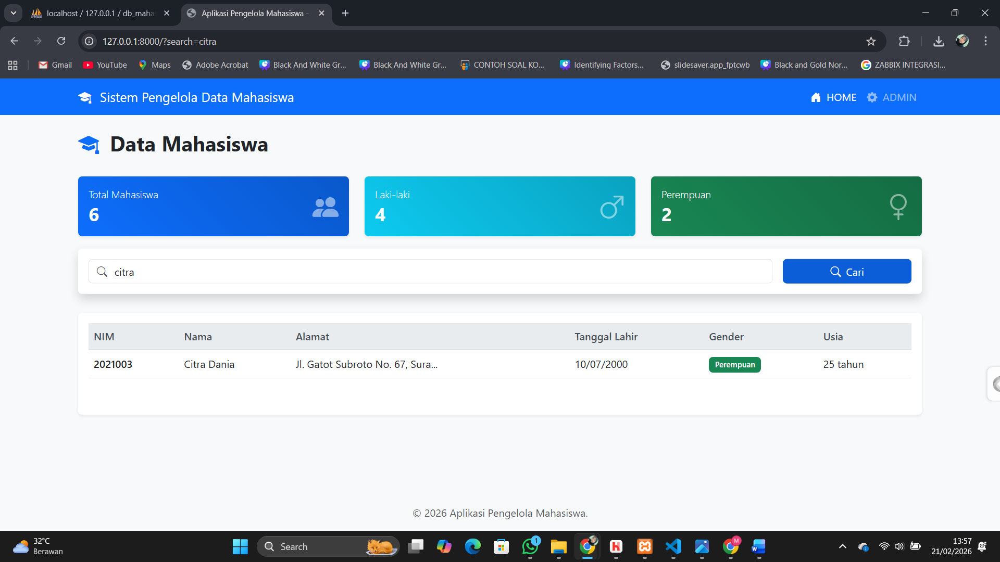 localhost / 127.0.0.1 / db_maha
Aplikasi Pengelola Mahasiswa -
127.0.0.1:8000/?search=citra
Gmail
YouTube
Maps
Adobe Acrobat
Black And White Gr...
Black And White Gr...
CONTOH SOAL KO...
Identifying Factors...
slidesaver.app_fptcwb
Black and Gold Nor...
ZABBIX INTEGRASI...
Sistem Pengelola Data Mahasiswa
HOME
ADMIN
Data Mahasiswa
Total Mahasiswa
6
Laki-laki
4
Perempuan
2
citra
Cari
NIM Nama Alamat Tanggal Lahir Gender Usia
2021003 Citra Dania Jl. Gatot Subroto No. 67, Sura... 10/07/2000 Perempuan 25 tahun
© 2026 Aplikasi Pengelola Mahasiswa.
32°C
Berawan
Search
1
M
13:57
21/02/2026